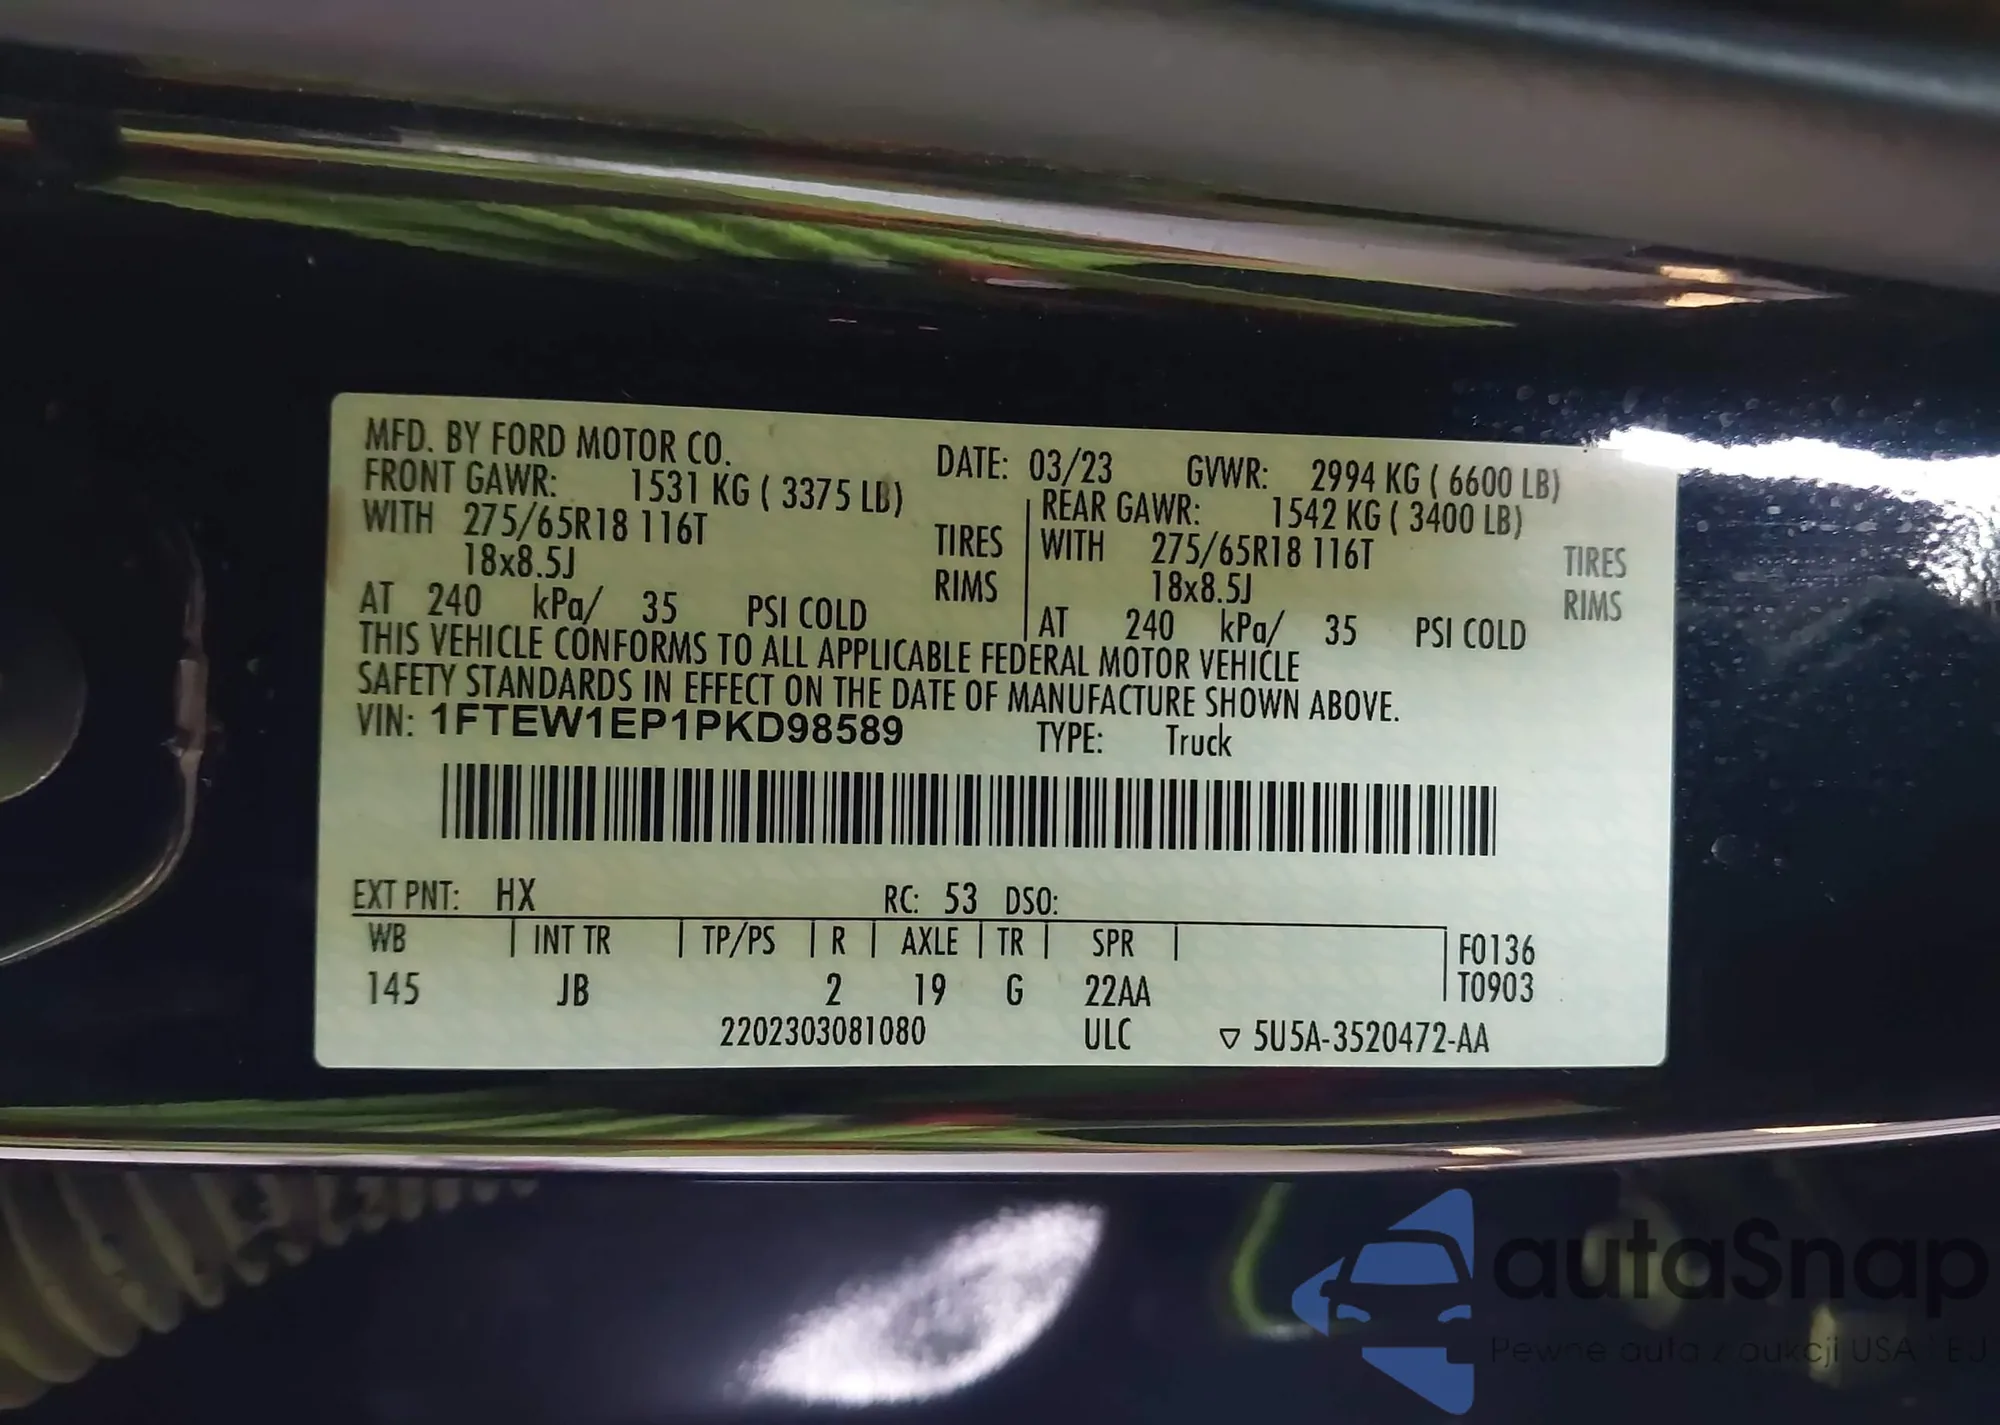 MFD. BY FORD MOTOR CO. DATE: 03/23 GVWR: 2994 KG ( 6600 LB)
FRONT GAWR: 1531 KG ( 3375 LB) REAR GAWR: 1542 KG ( 3400 LB)
WITH 275/65R18 116T TIRES WITH 275/65R18 116T TIRES
18x8.5J RIMS 18x8.5J RIMS
AT 240 kPa/ 35 PSI COLD AT 240 kPa/ 35 PSI COLD
THIS VEHICLE CONFORMS TO ALL APPLICABLE FEDERAL MOTOR VEHICLE
SAFETY STANDARDS IN EFFECT ON THE DATE OF MANUFACTURE SHOWN ABOVE.
VIN: 1FTEW1EP1PKD98589 TYPE: Truck
EXT PNT: HX RC: 53 DSO:
WB INT TR TP/PS R AXLE TR SPR F0136
145 JB 2 19 G 22AA T0903
2202303081080 ULC ▽ 5U5A-3520472-AA
autaSnap
Pewne auta z aukcji USA i EU